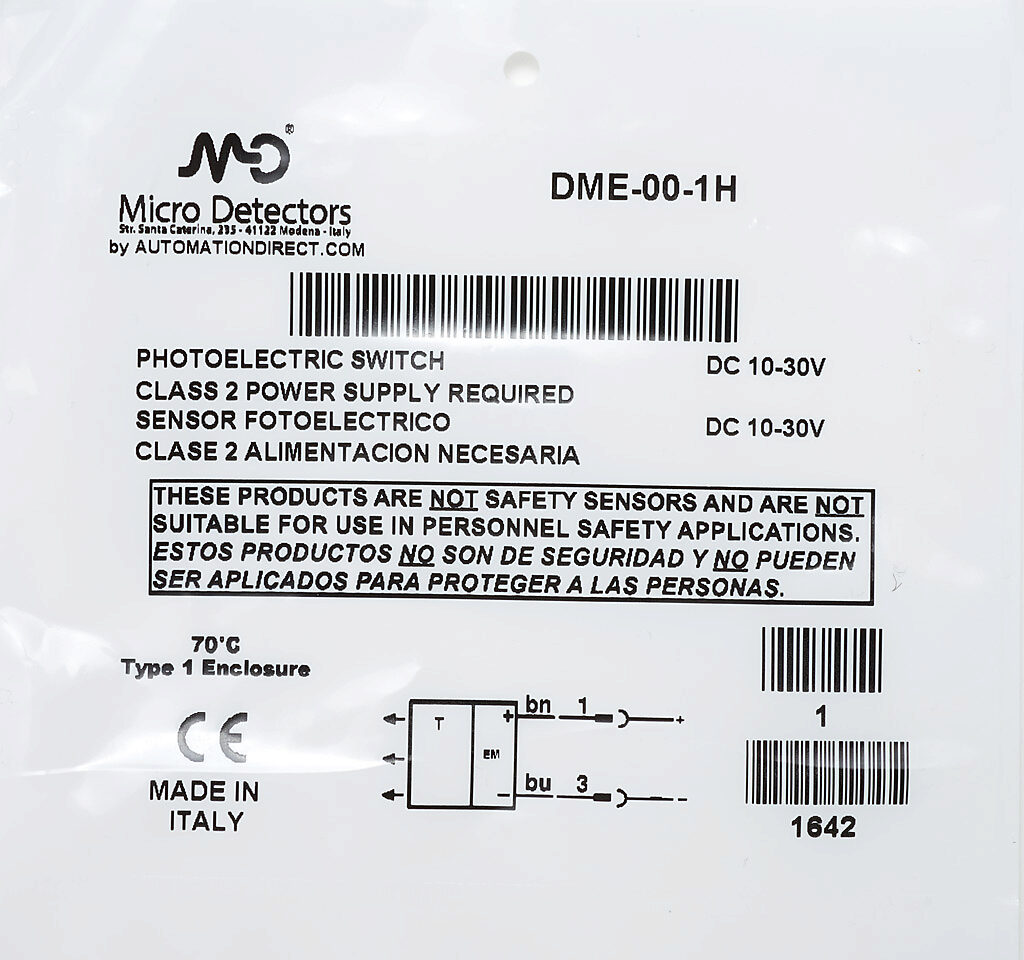 MD®
Micro Detectors
Str. Santa Caterina, 235 - 41122 Modena - Italy
by AUTOMATIONDIRECT.COM
DME-00-1H
PHOTOELECTRIC SWITCH DC 10-30V
CLASS 2 POWER SUPPLY REQUIRED
SENSOR FOTOELECTRICO DC 10-30V
CLASE 2 ALIMENTACION NECESARIA
THESE PRODUCTS ARE NOT SAFETY SENSORS AND ARE NOT
SUITABLE FOR USE IN PERSONNEL SAFETY APPLICATIONS.
ESTOS PRODUCTOS NO SON DE SEGURIDAD Y NO PUEDEN
SER APLICADOS PARA PROTEGER A LAS PERSONAS.
70°C
Type 1 Enclosure
CE
MADE IN
ITALY
T
EM
+ bn 1 +
- bu 3 -
1
1642